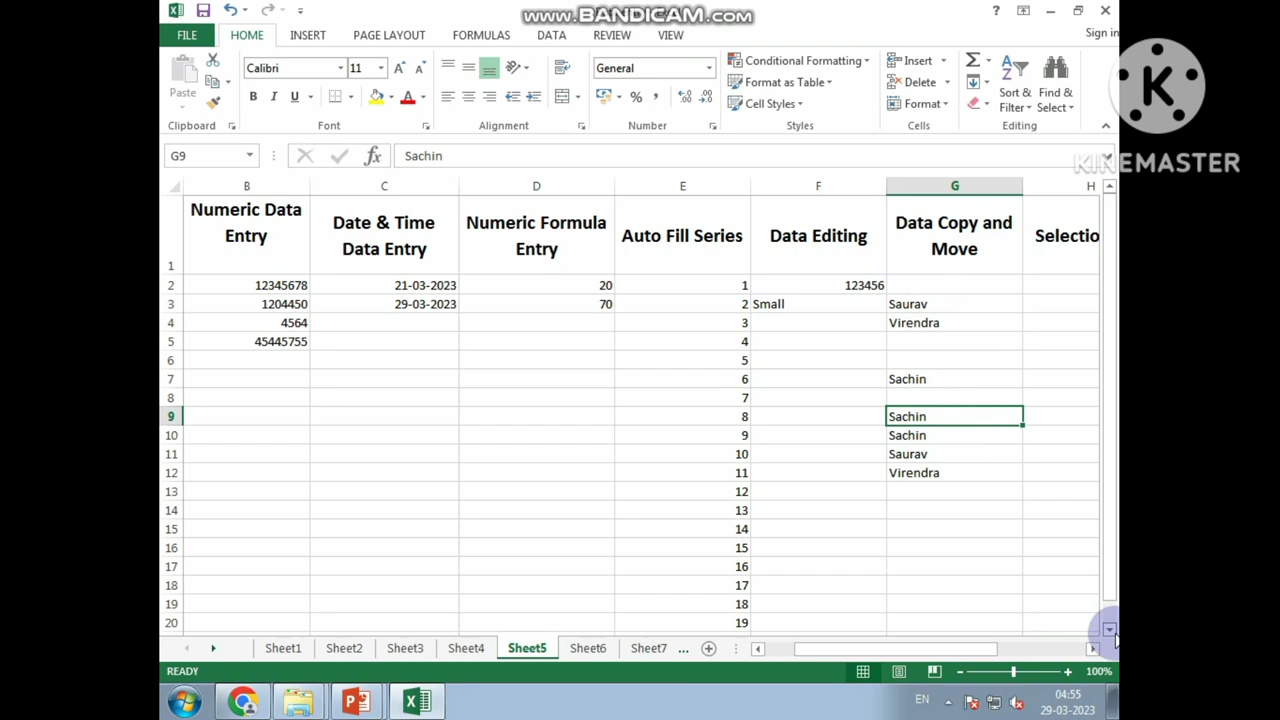 www.BANDICAM.com
?
Sign in
FILE HOME INSERT PAGE LAYOUT FORMULAS DATA REVIEW VIEW
K
KINEMASTER
Paste
Calibri 11
B I U A
General
%
Conditional Formatting
Format as Table
Cell Styles
Insert
Delete
Format
Sort & Filter
Find & Select
Clipboard Font Alignment Number Styles Cells Editing
G9 fx Sachin
B C D E F G H
1 Numeric Data Entry Date & Time Data Entry Numeric Formula Entry Auto Fill Series Data Editing Data Copy and Move Selectio
2 12345678 21-03-2023 20 1 123456
3 1204450 29-03-2023 70 2 Small Saurav
4 4564 3 Virendra
5 45445755 4
6 5
7 6 Sachin
8 7
9 8 Sachin
10 9 Sachin
11 10 Saurav
12 11 Virendra
13 12
14 13
15 14
16 15
17 16
18 17
19 18
20 19
Sheet1 Sheet2 Sheet3 Sheet4 Sheet5 Sheet6 Sheet7 ...
READY 100%
EN 04:55
29-03-2023